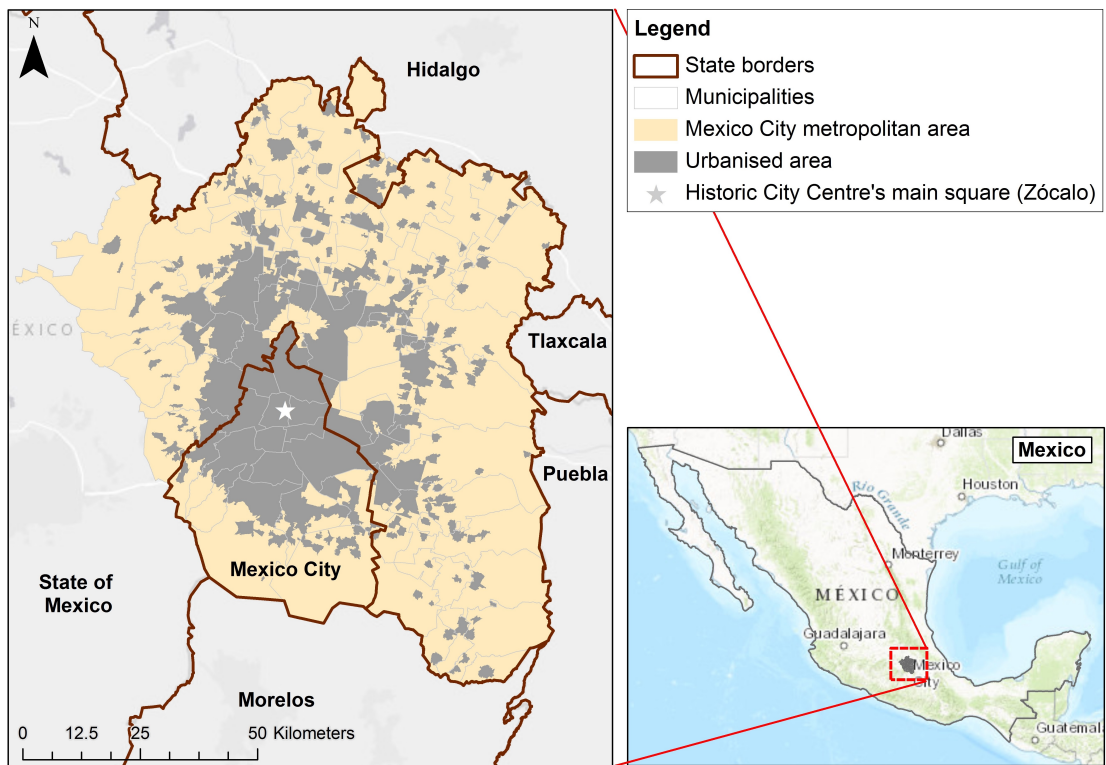 N
Hidalgo
ÉXICO
Tlaxcala
Puebla
Mexico City
State of
Mexico
Morelos
0 12.5 25 50 Kilometers
Legend
State borders
Municipalities
Mexico City metropolitan area
Urbanised area
Historic City Centre's main square (Zócalo)
Mexico
Dallas
Houston
Rio Grande
Monterrey
Gulf of
Mexico
MÉXICO
Guadalajara
Mexico
City
Guatemala